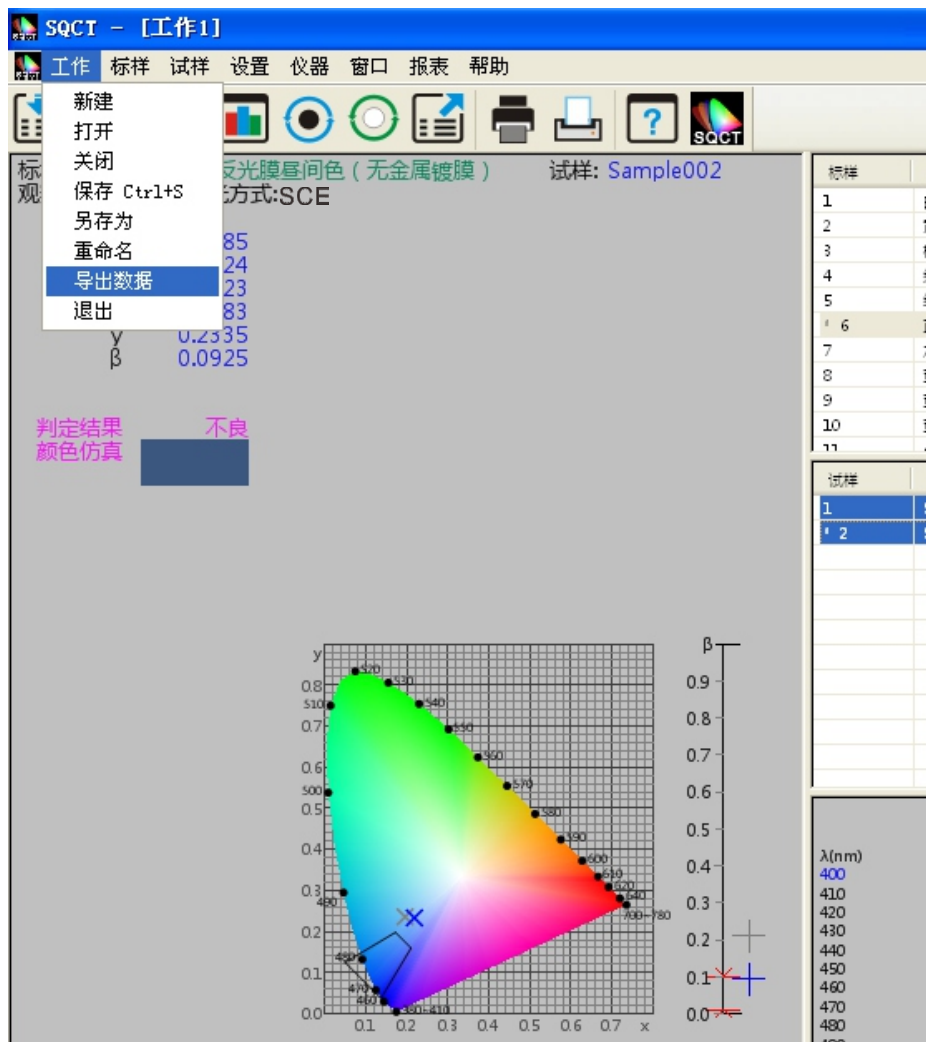 SQCT - [工作1]
工作 标样 试样 设置 仪器 窗口 报表 帮助
新建
打开
关闭
保存 Ctrl+S
另存为
重命名
导出数据
退出
SQCT
标 反光膜昼间色(无金属镀膜) 试样: Sample002
观 方式:SCE
85
24
23
83
y 0.2335
β 0.0925
判定结果 不良
颜色仿真
标样
1
2
3
4
5
* 6
7
8
9
10
11
试样
1
* 2
λ(nm)
400
410
420
430
440
450
460
470
480
y
0.8
0.7
0.6
0.5
0.4
0.3
0.2
0.1
0.0
0.1 0.2 0.3 0.4 0.5 0.6 0.7 x
520
530
540
550
560
570
580
590
600
610
620
640
700~780
510
500
490
480
470
460
380~410
β
0.9
0.8
0.7
0.6
0.5
0.4
0.3
0.2
0.1
0.0